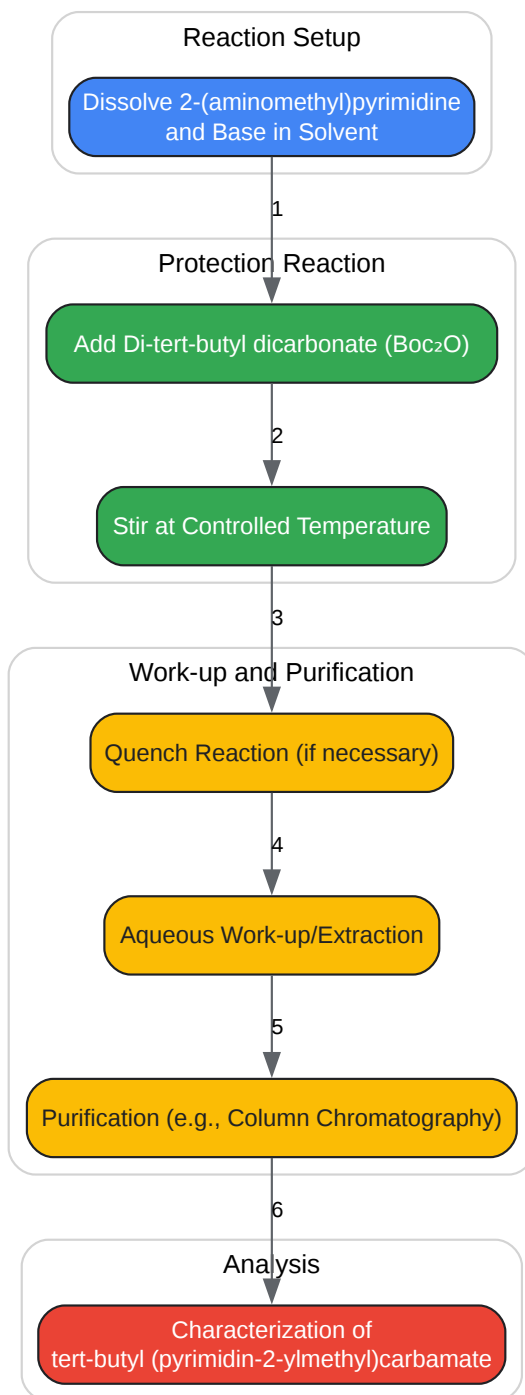 Reaction Setup
Dissolve 2-(aminomethyl)pyrimidine
and Base in Solvent
1
Protection Reaction
Add Di-tert-butyl dicarbonate (Boc₂O)
2
Stir at Controlled Temperature
3
Work-up and Purification
Quench Reaction (if necessary)
4
Aqueous Work-up/Extraction
5
Purification (e.g., Column Chromatography)
6
Analysis
Characterization of
tert-butyl (pyrimidin-2-ylmethyl)carbamate